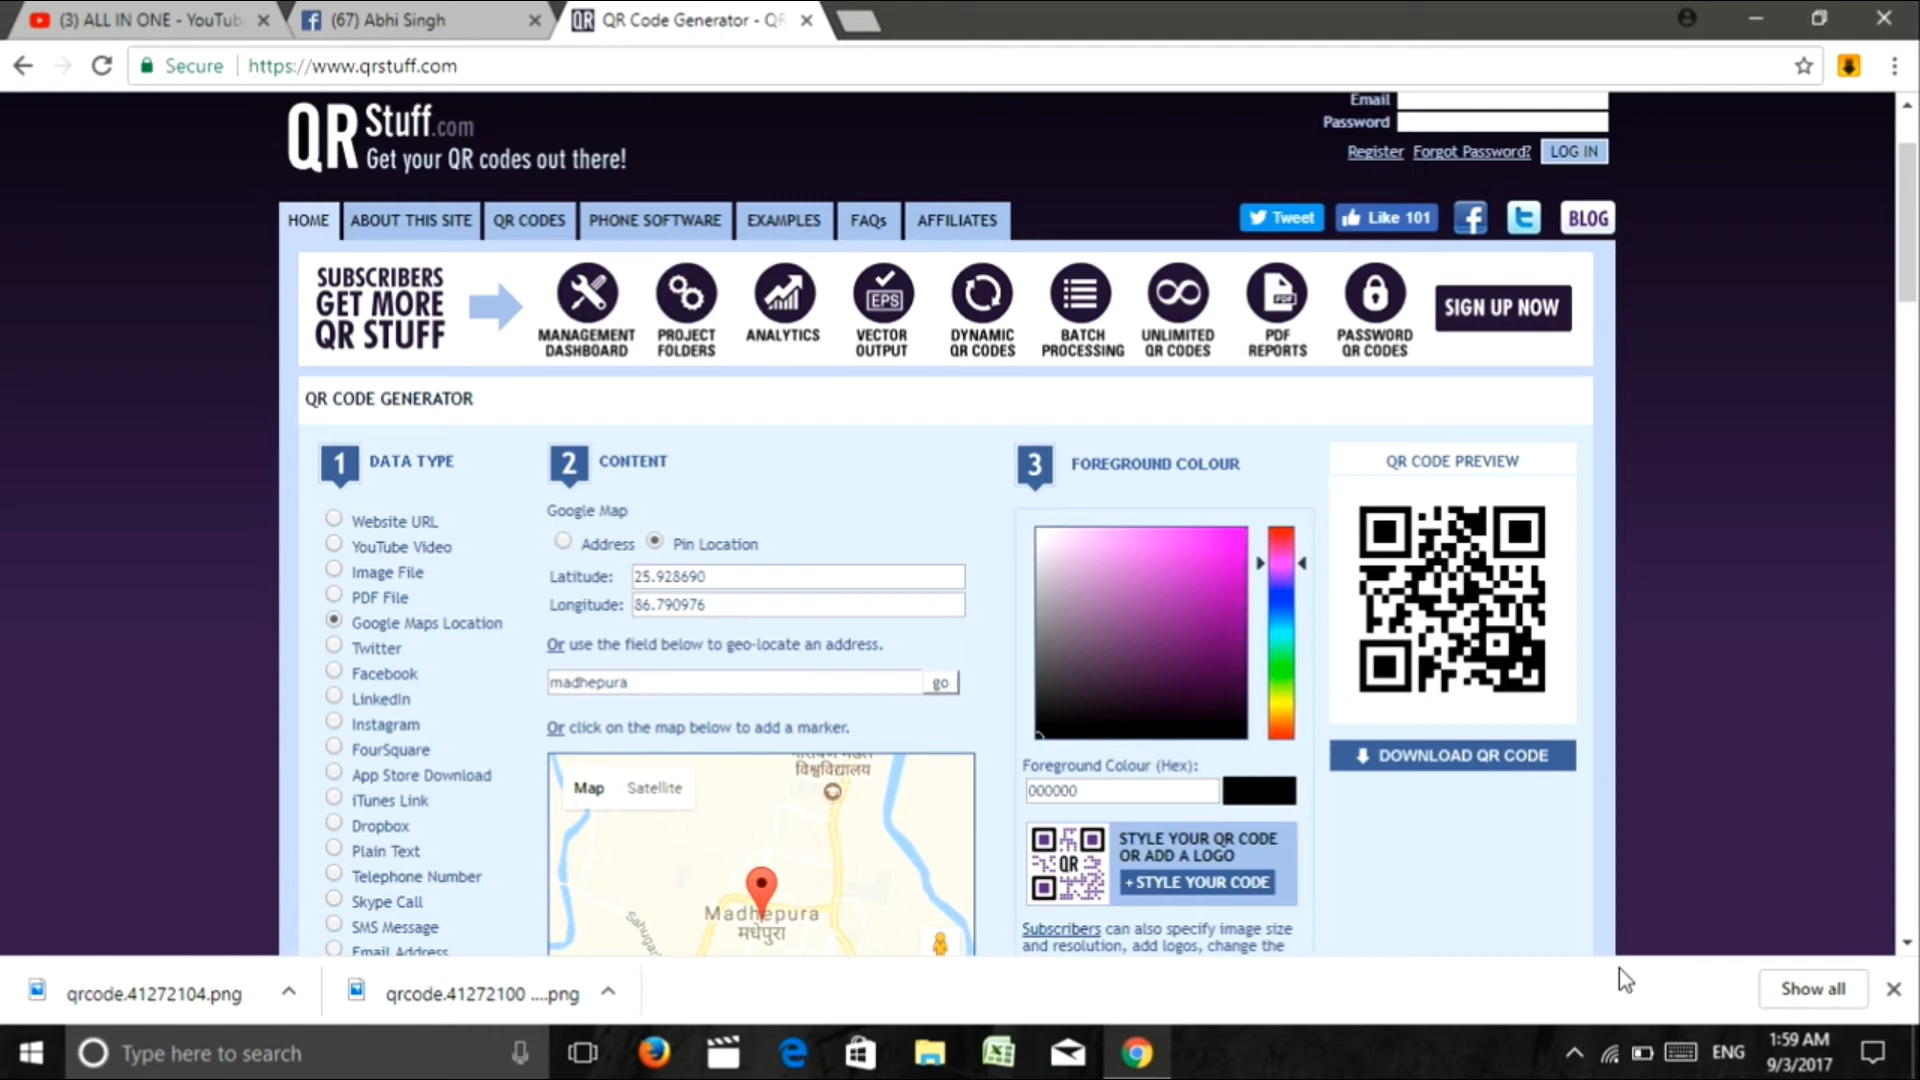 (3) ALL IN ONE - YouTub
(67) Abhi Singh
QR Code Generator - QR
Secure
https://www.qrstuff.com
QR Stuff.com
Get your QR codes out there!
Email
Password
Register Forgot Password? LOG IN
HOME ABOUT THIS SITE QR CODES PHONE SOFTWARE EXAMPLES FAQs AFFILIATES
Tweet Like 101 BLOG
SUBSCRIBERS
GET MORE
QR STUFF
MANAGEMENT
DASHBOARD
PROJECT
FOLDERS
ANALYTICS
EPS
VECTOR
OUTPUT
DYNAMIC
QR CODES
BATCH
PROCESSING
UNLIMITED
QR CODES
PDF
PDF
REPORTS
PASSWORD
QR CODES
SIGN UP NOW
QR CODE GENERATOR
1 DATA TYPE
Website URL
YouTube Video
Image File
PDF File
Google Maps Location
Twitter
Facebook
LinkedIn
Instagram
FourSquare
App Store Download
iTunes Link
Dropbox
Plain Text
Telephone Number
Skype Call
SMS Message
Email Address
2 CONTENT
Google Map
Address Pin Location
Latitude: 25.928690
Longitude: 86.790976
Or use the field below to geo-locate an address.
madhepura go
Or click on the map below to add a marker.
Map Satellite
विश्वविद्यालय
Madhepura
मधेपुरा
3 FOREGROUND COLOUR
Foreground Colour (Hex):
000000
QR
STYLE YOUR QR CODE
OR ADD A LOGO
+ STYLE YOUR CODE
Subscribers can also specify image size
and resolution, add logos, change the
QR CODE PREVIEW
DOWNLOAD QR CODE
qrcode.41272104.png
qrcode.41272100 ....png
Show all
Type here to search
ENG
1:59 AM
9/3/2017